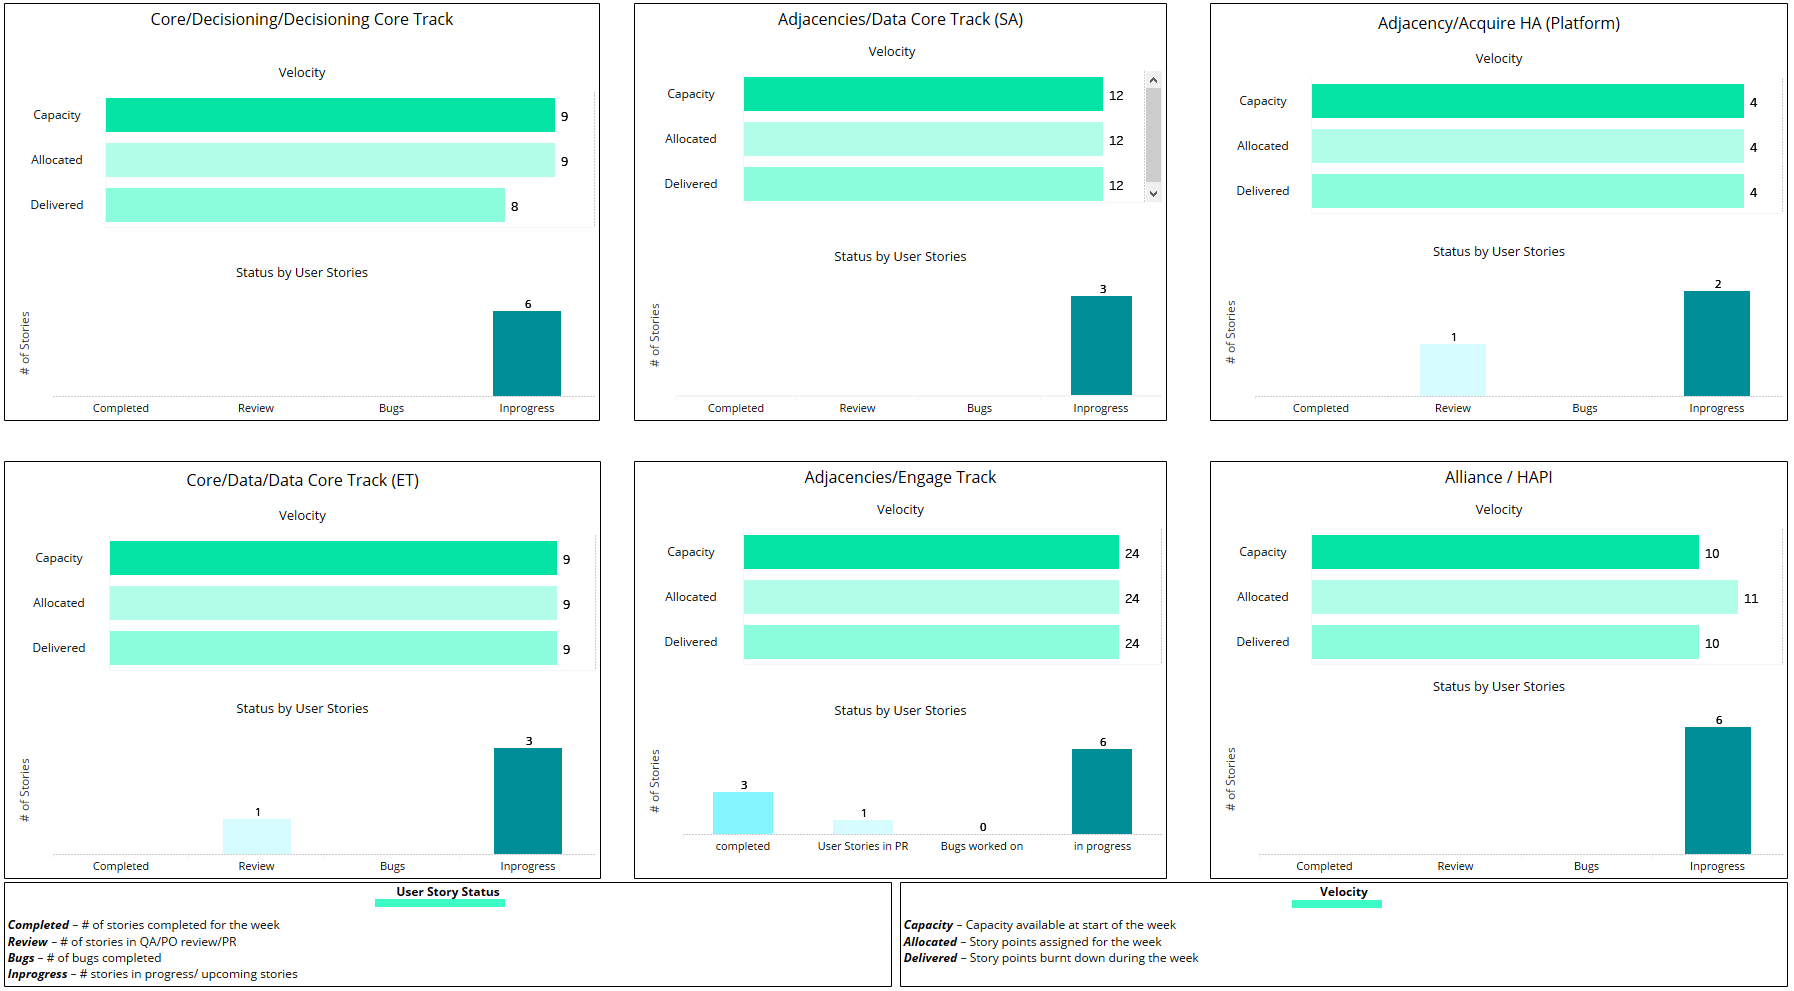 Core/Decisioning/Decisioning Core Track
Velocity
Capacity
9
Allocated
9
Delivered
8
Status by User Stories
# of Stories
6
Completed
Review
Bugs
Inprogress
Adjacencies/Data Core Track (SA)
Velocity
Capacity
12
Allocated
12
Delivered
12
Status by User Stories
# of Stories
3
Completed
Review
Bugs
Inprogress
Adjacency/Acquire HA (Platform)
Velocity
Capacity
4
Allocated
4
Delivered
4
Status by User Stories
# of Stories
1
2
Completed
Review
Bugs
Inprogress
Core/Data/Data Core Track (ET)
Velocity
Capacity
9
Allocated
9
Delivered
9
Status by User Stories
# of Stories
1
3
Completed
Review
Bugs
Inprogress
Adjacencies/Engage Track
Velocity
Capacity
24
Allocated
24
Delivered
24
Status by User Stories
# of Stories
3
1
0
6
completed
User Stories in PR
Bugs worked on
in progress
Alliance / HAPI
Velocity
Capacity
10
Allocated
11
Delivered
10
Status by User Stories
# of Stories
6
Completed
Review
Bugs
Inprogress
User Story Status
Completed – # of stories completed for the week
Review – # of stories in QA/PO review/PR
Bugs – # of bugs completed
Inprogress – # stories in progress/ upcoming stories
Velocity
Capacity – Capacity available at start of the week
Allocated – Story points assigned for the week
Delivered – Story points burnt down during the week